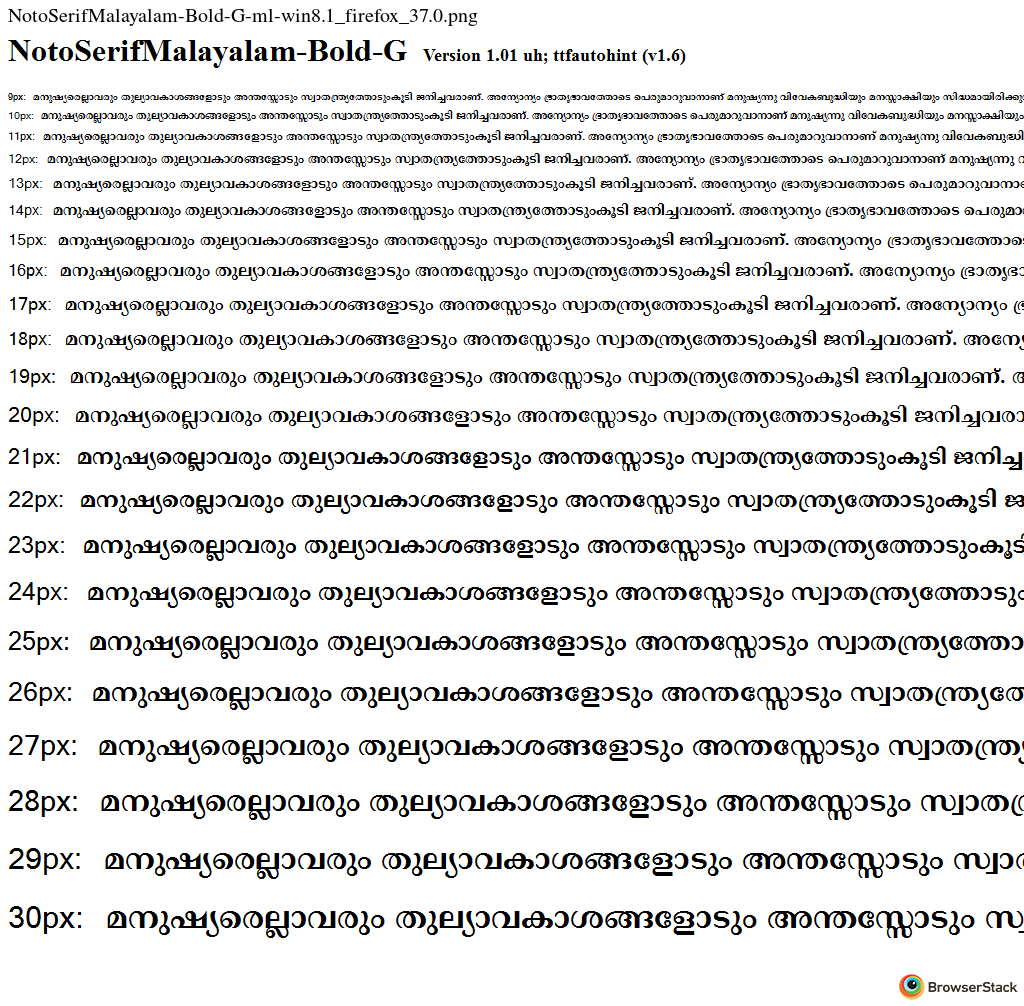 NotoSerifMalayalam-Bold-G-ml-win8.1_firefox_37.0.png
NotoSerifMalayalam-Bold-G Version 1.01 uh; ttfautohint (v1.6)
9px: മനുഷ്യരെല്ലാവരും തുല്യാവകാശങ്ങളോടും അന്തസ്സോടും സ്വാതന്ത്ര്യത്തോടുംകൂടി ജനിച്ചവരാണ്. അന്യോന്യം ഭ്രാതൃഭാവത്തോടെ പെരുമാറുവാനാണ് മനുഷ്യന്നു വിവേകബുദ്ധിയും മനസ്സാക്ഷിയും സിദ്ധമായിരിക്കു
10px: മനുഷ്യരെല്ലാവരും തുല്യാവകാശങ്ങളോടും അന്തസ്സോടും സ്വാതന്ത്ര്യത്തോടുംകൂടി ജനിച്ചവരാണ്. അന്യോന്യം ഭ്രാതൃഭാവത്തോടെ പെരുമാറുവാനാണ് മനുഷ്യന്നു വിവേകബുദ്ധിയും മനസ്സാക്ഷിയും
11px: മനുഷ്യരെല്ലാവരും തുല്യാവകാശങ്ങളോടും അന്തസ്സോടും സ്വാതന്ത്ര്യത്തോടുംകൂടി ജനിച്ചവരാണ്. അന്യോന്യം ഭ്രാതൃഭാവത്തോടെ പെരുമാറുവാനാണ് മനുഷ്യന്നു വിവേകബുദ്ധി
12px: മനുഷ്യരെല്ലാവരും തുല്യാവകാശങ്ങളോടും അന്തസ്സോടും സ്വാതന്ത്ര്യത്തോടുംകൂടി ജനിച്ചവരാണ്. അന്യോന്യം ഭ്രാതൃഭാവത്തോടെ പെരുമാറുവാനാണ് മനുഷ്യന്നു
13px: മനുഷ്യരെല്ലാവരും തുല്യാവകാശങ്ങളോടും അന്തസ്സോടും സ്വാതന്ത്ര്യത്തോടുംകൂടി ജനിച്ചവരാണ്. അന്യോന്യം ഭ്രാതൃഭാവത്തോടെ പെരുമാറുവാനാ
14px: മനുഷ്യരെല്ലാവരും തുല്യാവകാശങ്ങളോടും അന്തസ്സോടും സ്വാതന്ത്ര്യത്തോടുംകൂടി ജനിച്ചവരാണ്. അന്യോന്യം ഭ്രാതൃഭാവത്തോടെ പെരുമാ
15px: മനുഷ്യരെല്ലാവരും തുല്യാവകാശങ്ങളോടും അന്തസ്സോടും സ്വാതന്ത്ര്യത്തോടുംകൂടി ജനിച്ചവരാണ്. അന്യോന്യം ഭ്രാതൃഭാവത്തോടെ
16px: മനുഷ്യരെല്ലാവരും തുല്യാവകാശങ്ങളോടും അന്തസ്സോടും സ്വാതന്ത്ര്യത്തോടുംകൂടി ജനിച്ചവരാണ്. അന്യോന്യം ഭ്രാതൃഭാ
17px: മനുഷ്യരെല്ലാവരും തുല്യാവകാശങ്ങളോടും അന്തസ്സോടും സ്വാതന്ത്ര്യത്തോടുംകൂടി ജനിച്ചവരാണ്. അന്യോന്യം
18px: മനുഷ്യരെല്ലാവരും തുല്യാവകാശങ്ങളോടും അന്തസ്സോടും സ്വാതന്ത്ര്യത്തോടുംകൂടി ജനിച്ചവരാണ്. അന്യോ
19px: മനുഷ്യരെല്ലാവരും തുല്യാവകാശങ്ങളോടും അന്തസ്സോടും സ്വാതന്ത്ര്യത്തോടുംകൂടി ജനിച്ചവരാണ്.
20px: മനുഷ്യരെല്ലാവരും തുല്യാവകാശങ്ങളോടും അന്തസ്സോടും സ്വാതന്ത്ര്യത്തോടുംകൂടി ജനിച്ചവരാ
21px: മനുഷ്യരെല്ലാവരും തുല്യാവകാശങ്ങളോടും അന്തസ്സോടും സ്വാതന്ത്ര്യത്തോടുംകൂടി ജനിച്ച
22px: മനുഷ്യരെല്ലാവരും തുല്യാവകാശങ്ങളോടും അന്തസ്സോടും സ്വാതന്ത്ര്യത്തോടുംകൂടി ജ
23px: മനുഷ്യരെല്ലാവരും തുല്യാവകാശങ്ങളോടും അന്തസ്സോടും സ്വാതന്ത്ര്യത്തോടുംകൂടി
24px: മനുഷ്യരെല്ലാവരും തുല്യാവകാശങ്ങളോടും അന്തസ്സോടും സ്വാതന്ത്ര്യത്തോടും
25px: മനുഷ്യരെല്ലാവരും തുല്യാവകാശങ്ങളോടും അന്തസ്സോടും സ്വാതന്ത്ര്യത്തോ
26px: മനുഷ്യരെല്ലാവരും തുല്യാവകാശങ്ങളോടും അന്തസ്സോടും സ്വാതന്ത്ര്യത്തോ
27px: മനുഷ്യരെല്ലാവരും തുല്യാവകാശങ്ങളോടും അന്തസ്സോടും സ്വാതന്ത്ര്യ
28px: മനുഷ്യരെല്ലാവരും തുല്യാവകാശങ്ങളോടും അന്തസ്സോടും സ്വാത
29px: മനുഷ്യരെല്ലാവരും തുല്യാവകാശങ്ങളോടും അന്തസ്സോടും സ്വാ
30px: മനുഷ്യരെല്ലാവരും തുല്യാവകാശങ്ങളോടും അന്തസ്സോടും സ്വ
BrowserStack